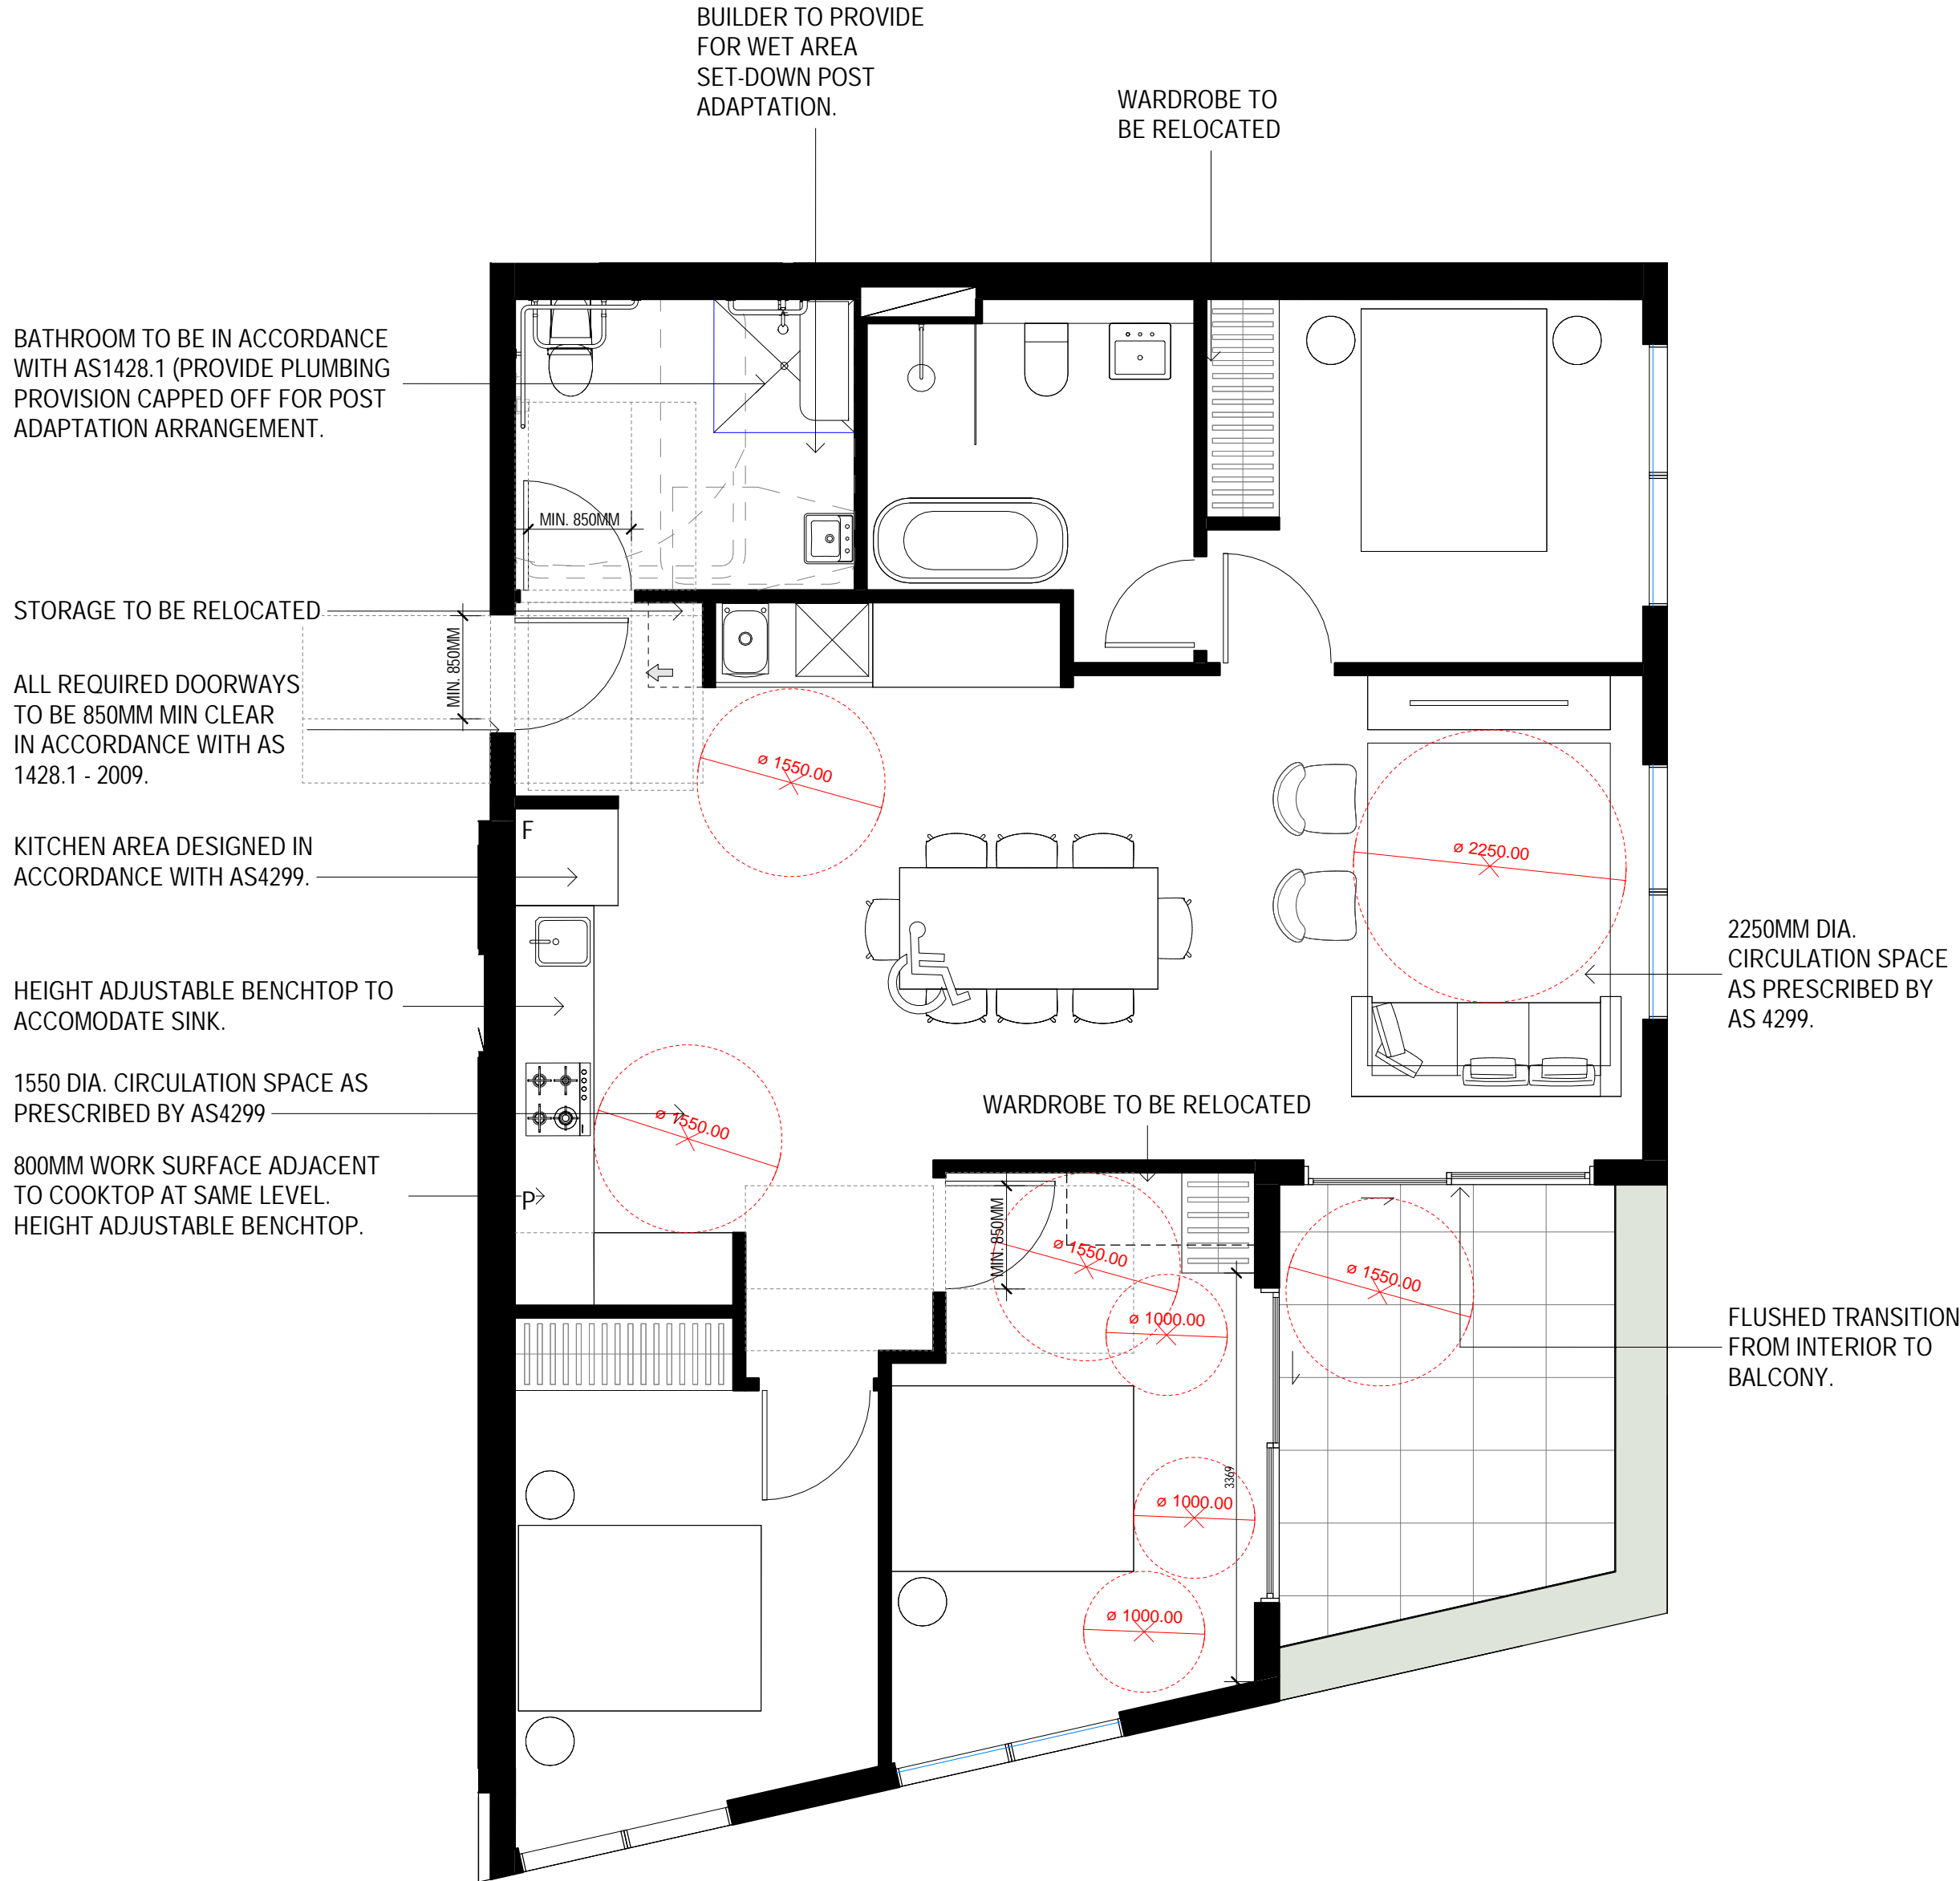 BUILDER TO PROVIDE
FOR WET AREA
SET-DOWN POST
ADAPTATION.
WARDROBE TO
BE RELOCATED
BATHROOM TO BE IN ACCORDANCE
WITH AS1428.1 (PROVIDE PLUMBING
PROVISION CAPPED OFF FOR POST
ADAPTATION ARRANGEMENT.
MIN. 850MM
STORAGE TO BE RELOCATED
MIN. 850MM
ALL REQUIRED DOORWAYS
TO BE 850MM MIN CLEAR
IN ACCORDANCE WITH AS
1428.1 - 2009.
ø 1550.00
ø 2250.00
F
KITCHEN AREA DESIGNED IN
ACCORDANCE WITH AS4299.
2250MM DIA.
CIRCULATION SPACE
AS PRESCRIBED BY
AS 4299.
HEIGHT ADJUSTABLE BENCHTOP TO
ACCOMODATE SINK.
1550 DIA. CIRCULATION SPACE AS
PRESCRIBED BY AS4299
ø 1550.00
WARDROBE TO BE RELOCATED
800MM WORK SURFACE ADJACENT
TO COOKTOP AT SAME LEVEL.
HEIGHT ADJUSTABLE BENCHTOP.
P
MIN. 850MM
ø 1550.00
ø 1550.00
ø 1000.00
FLUSHED TRANSITION
FROM INTERIOR TO
BALCONY.
3369
ø 1000.00
ø 1000.00